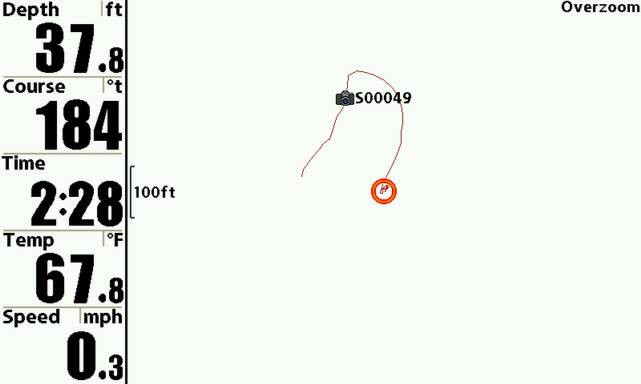 Depth ft
37.8
Course °t
184
Time
2:28
Temp °F
67.8
Speed mph
0.3
Overzoom
S00049
100ft